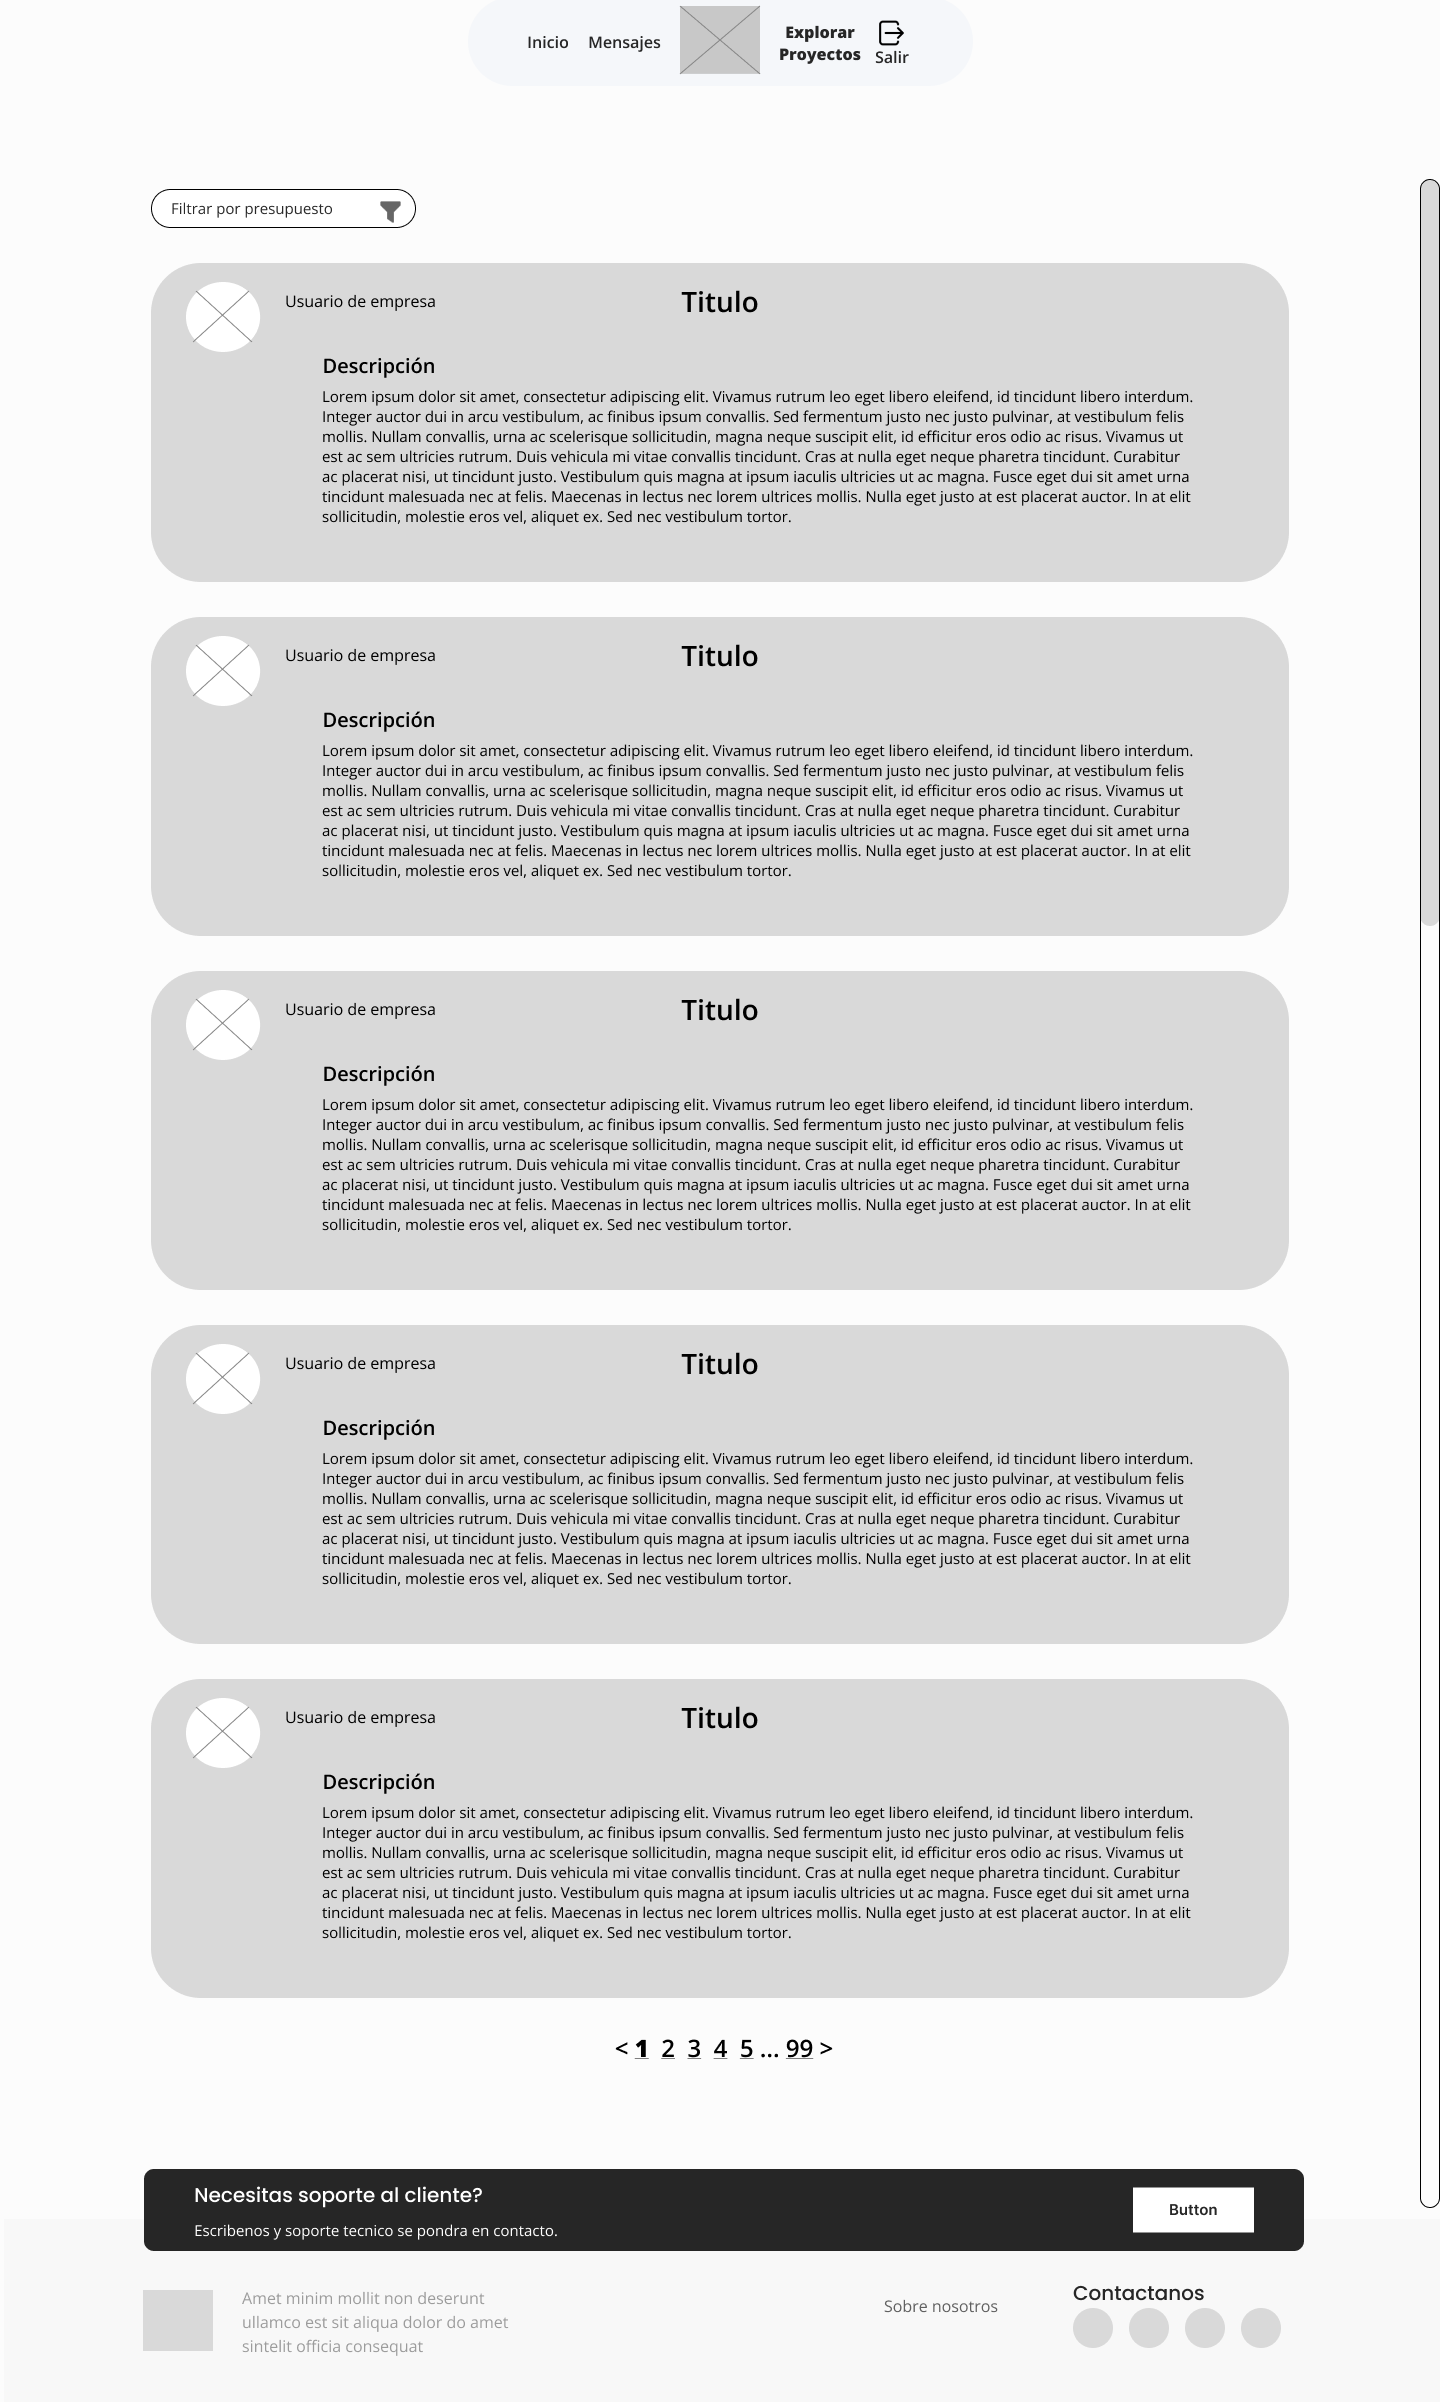 Inicio Mensajes Explorar Proyectos Salir
Filtrar por presupuesto
Usuario de empresa Titulo
Descripción
Lorem ipsum dolor sit amet, consectetur adipiscing elit. Vivamus rutrum leo eget libero eleifend, id tincidunt libero interdum.
Integer auctor dui in arcu vestibulum, ac finibus ipsum convallis. Sed fermentum justo nec justo pulvinar, at vestibulum felis
mollis. Nullam convallis, urna ac scelerisque sollicitudin, magna neque suscipit elit, id efficitur eros odio ac risus. Vivamus ut
est ac sem ultricies rutrum. Duis vehicula mi vitae convallis tincidunt. Cras at nulla eget neque pharetra tincidunt. Curabitur
ac placerat nisi, ut tincidunt justo. Vestibulum quis magna at ipsum iaculis ultricies ut ac magna. Fusce eget dui sit amet urna
tincidunt malesuada nec at felis. Maecenas in lectus nec lorem ultrices mollis. Nulla eget justo at est placerat auctor. In at elit
sollicitudin, molestie eros vel, aliquet ex. Sed nec vestibulum tortor.
Usuario de empresa Titulo
Descripción
Lorem ipsum dolor sit amet, consectetur adipiscing elit. Vivamus rutrum leo eget libero eleifend, id tincidunt libero interdum.
Integer auctor dui in arcu vestibulum, ac finibus ipsum convallis. Sed fermentum justo nec justo pulvinar, at vestibulum felis
mollis. Nullam convallis, urna ac scelerisque sollicitudin, magna neque suscipit elit, id efficitur eros odio ac risus. Vivamus ut
est ac sem ultricies rutrum. Duis vehicula mi vitae convallis tincidunt. Cras at nulla eget neque pharetra tincidunt. Curabitur
ac placerat nisi, ut tincidunt justo. Vestibulum quis magna at ipsum iaculis ultricies ut ac magna. Fusce eget dui sit amet urna
tincidunt malesuada nec at felis. Maecenas in lectus nec lorem ultrices mollis. Nulla eget justo at est placerat auctor. In at elit
sollicitudin, molestie eros vel, aliquet ex. Sed nec vestibulum tortor.
Usuario de empresa Titulo
Descripción
Lorem ipsum dolor sit amet, consectetur adipiscing elit. Vivamus rutrum leo eget libero eleifend, id tincidunt libero interdum.
Integer auctor dui in arcu vestibulum, ac finibus ipsum convallis. Sed fermentum justo nec justo pulvinar, at vestibulum felis
mollis. Nullam convallis, urna ac scelerisque sollicitudin, magna neque suscipit elit, id efficitur eros odio ac risus. Vivamus ut
est ac sem ultricies rutrum. Duis vehicula mi vitae convallis tincidunt. Cras at nulla eget neque pharetra tincidunt. Curabitur
ac placerat nisi, ut tincidunt justo. Vestibulum quis magna at ipsum iaculis ultricies ut ac magna. Fusce eget dui sit amet urna
tincidunt malesuada nec at felis. Maecenas in lectus nec lorem ultrices mollis. Nulla eget justo at est placerat auctor. In at elit
sollicitudin, molestie eros vel, aliquet ex. Sed nec vestibulum tortor.
Usuario de empresa Titulo
Descripción
Lorem ipsum dolor sit amet, consectetur adipiscing elit. Vivamus rutrum leo eget libero eleifend, id tincidunt libero interdum.
Integer auctor dui in arcu vestibulum, ac finibus ipsum convallis. Sed fermentum justo nec justo pulvinar, at vestibulum felis
mollis. Nullam convallis, urna ac scelerisque sollicitudin, magna neque suscipit elit, id efficitur eros odio ac risus. Vivamus ut
est ac sem ultricies rutrum. Duis vehicula mi vitae convallis tincidunt. Cras at nulla eget neque pharetra tincidunt. Curabitur
ac placerat nisi, ut tincidunt justo. Vestibulum quis magna at ipsum iaculis ultricies ut ac magna. Fusce eget dui sit amet urna
tincidunt malesuada nec at felis. Maecenas in lectus nec lorem ultrices mollis. Nulla eget justo at est placerat auctor. In at elit
sollicitudin, molestie eros vel, aliquet ex. Sed nec vestibulum tortor.
Usuario de empresa Titulo
Descripción
Lorem ipsum dolor sit amet, consectetur adipiscing elit. Vivamus rutrum leo eget libero eleifend, id tincidunt libero interdum.
Integer auctor dui in arcu vestibulum, ac finibus ipsum convallis. Sed fermentum justo nec justo pulvinar, at vestibulum felis
mollis. Nullam convallis, urna ac scelerisque sollicitudin, magna neque suscipit elit, id efficitur eros odio ac risus. Vivamus ut
est ac sem ultricies rutrum. Duis vehicula mi vitae convallis tincidunt. Cras at nulla eget neque pharetra tincidunt. Curabitur
ac placerat nisi, ut tincidunt justo. Vestibulum quis magna at ipsum iaculis ultricies ut ac magna. Fusce eget dui sit amet urna
tincidunt malesuada nec at felis. Maecenas in lectus nec lorem ultrices mollis. Nulla eget justo at est placerat auctor. In at elit
sollicitudin, molestie eros vel, aliquet ex. Sed nec vestibulum tortor.
< 1 2 3 4 5 ... 99 >
Necesitas soporte al cliente?
Escribenos y soporte tecnico se pondra en contacto.
Button
Amet minim mollit non deserunt
ullamco est sit aliqua dolor do amet
sintelit officia consequat
Sobre nosotros
Contactanos